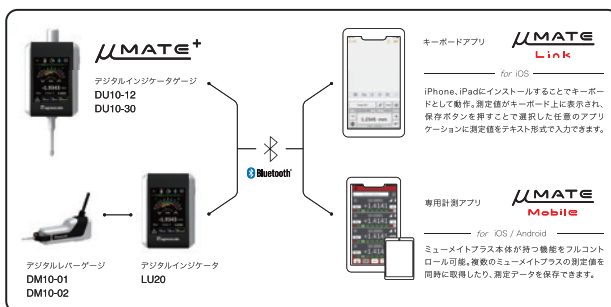 μMATE+
デジタルインジケータゲージ
DU10-12
DU10-30
デジタルレバーゲージ
DM10-01
DM10-02
デジタルインジケータ
LU20
Bluetooth
キーボードアプリ
μMATE
Link
for iOS
iPhone、iPadにインストールすることでキーボー
ドとして動作。測定値がキーボード上に表示され、
保存ボタンを押すことで選択した任意のアプリ
ケーションに測定値をテキスト形式で入力できます。
専用計測アプリ
μMATE
Mobile
for iOS / Android
ミューメイトプラス本体が持つ機能をフルコント
ロール可能。複数のミューメイトプラスの測定値を
同時に取得したり、測定データを保存できます。